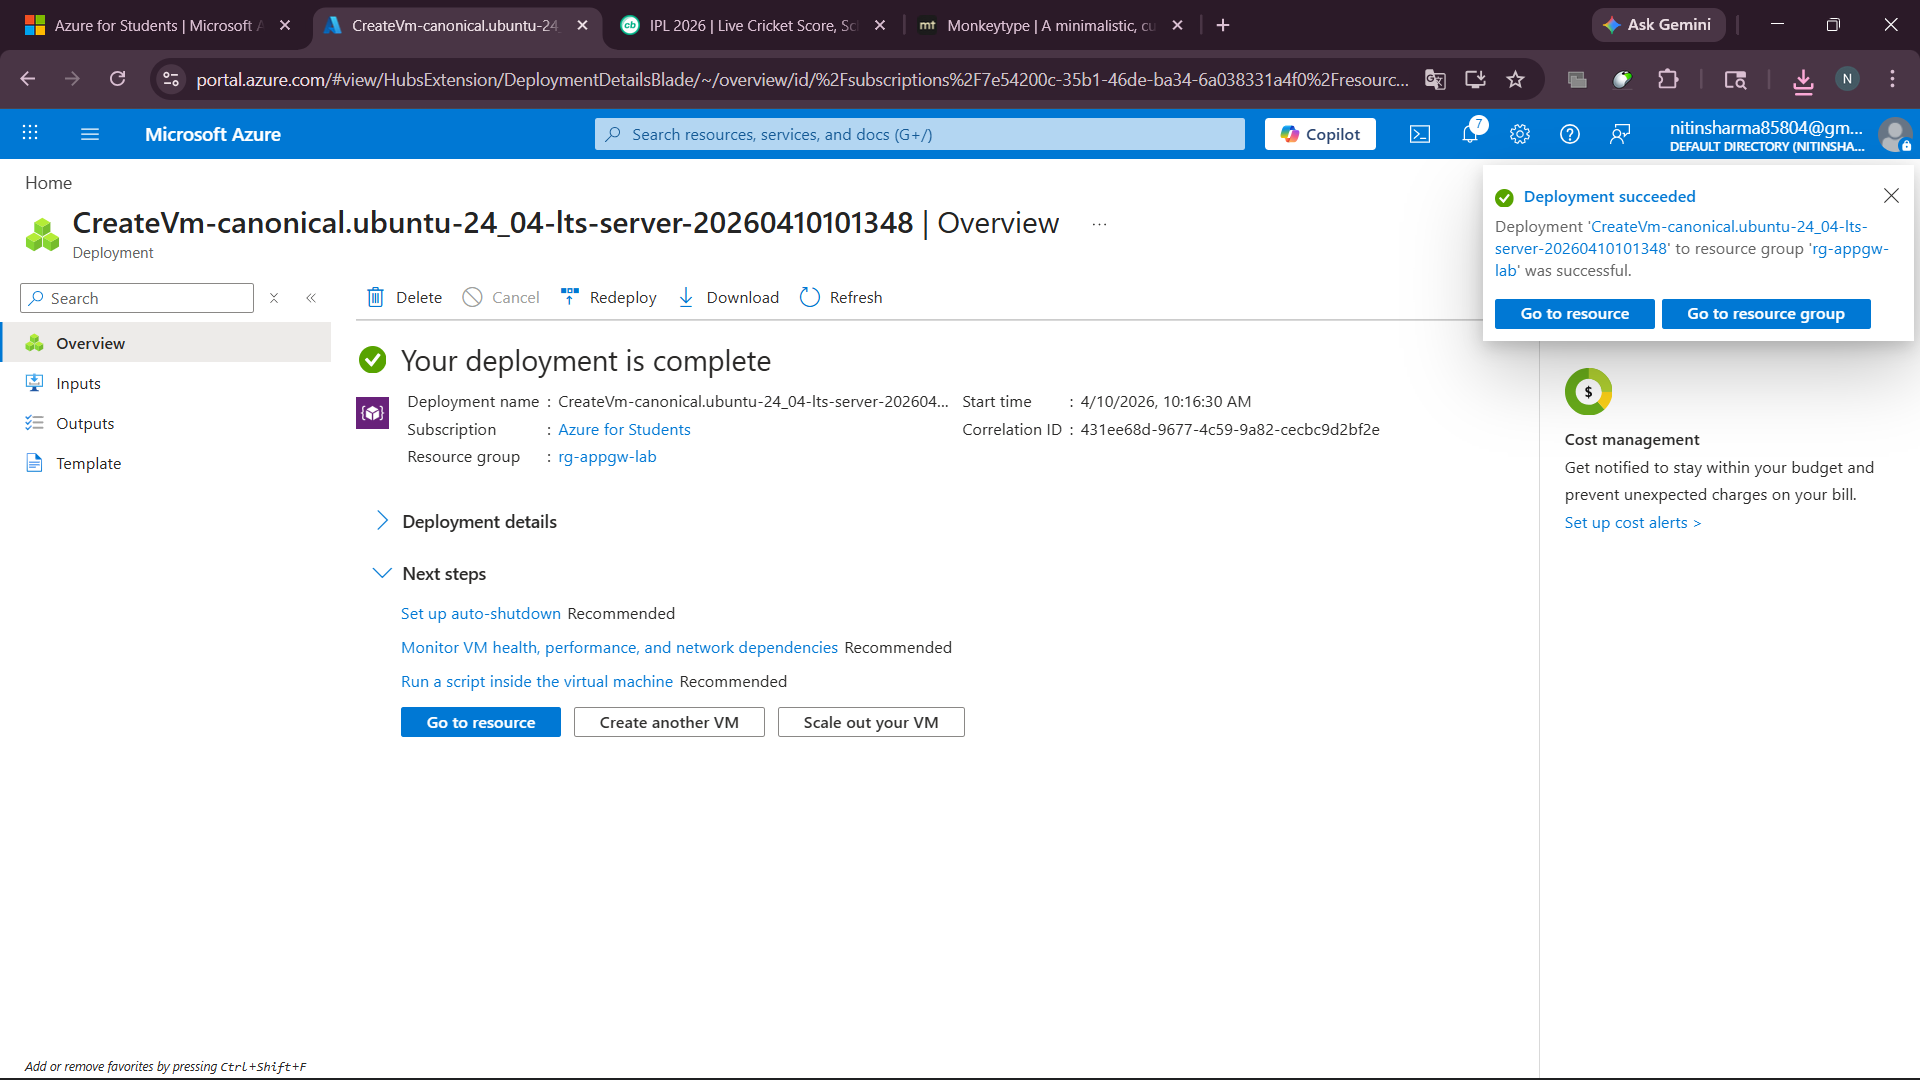 Azure for Students | Microsoft A
CreateVm-canonical.ubuntu-24_
IPL 2026 | Live Cricket Score, Sc
Monkeytype | A minimalistic, cu
Ask Gemini
portal.azure.com/#view/HubsExtension/DeploymentDetailsBlade/~/overview/id/%2Fsubscriptions%2F7e54200c-35b1-46de-ba34-6a038331a4f0%2Fresourc...
N
Microsoft Azure
Search resources, services, and docs (G+/)
Copilot
7
nitinsharma85804@gm...
DEFAULT DIRECTORY (NITINSHA...
Home
CreateVm-canonical.ubuntu-24_04-lts-server-20260410101348 | Overview ...
Deployment
Deployment succeeded
Deployment 'CreateVm-canonical.ubuntu-24_04-lts-
server-20260410101348' to resource group 'rg-appgw-
lab' was successful.
Go to resource
Go to resource group
Search
Overview
Inputs
Outputs
Template
Delete
Cancel
Redeploy
Download
Refresh
Your deployment is complete
Deployment name : CreateVm-canonical.ubuntu-24_04-lts-server-202604...
Subscription : Azure for Students
Resource group : rg-appgw-lab
Start time : 4/10/2026, 10:16:30 AM
Correlation ID : 431ee68d-9677-4c59-9a82-cecbc9d2bf2e
Deployment details
Next steps
Set up auto-shutdown Recommended
Monitor VM health, performance, and network dependencies Recommended
Run a script inside the virtual machine Recommended
Go to resource
Create another VM
Scale out your VM
$
Cost management
Get notified to stay within your budget and
prevent unexpected charges on your bill.
Set up cost alerts >
Add or remove favorites by pressing Ctrl+Shift+F